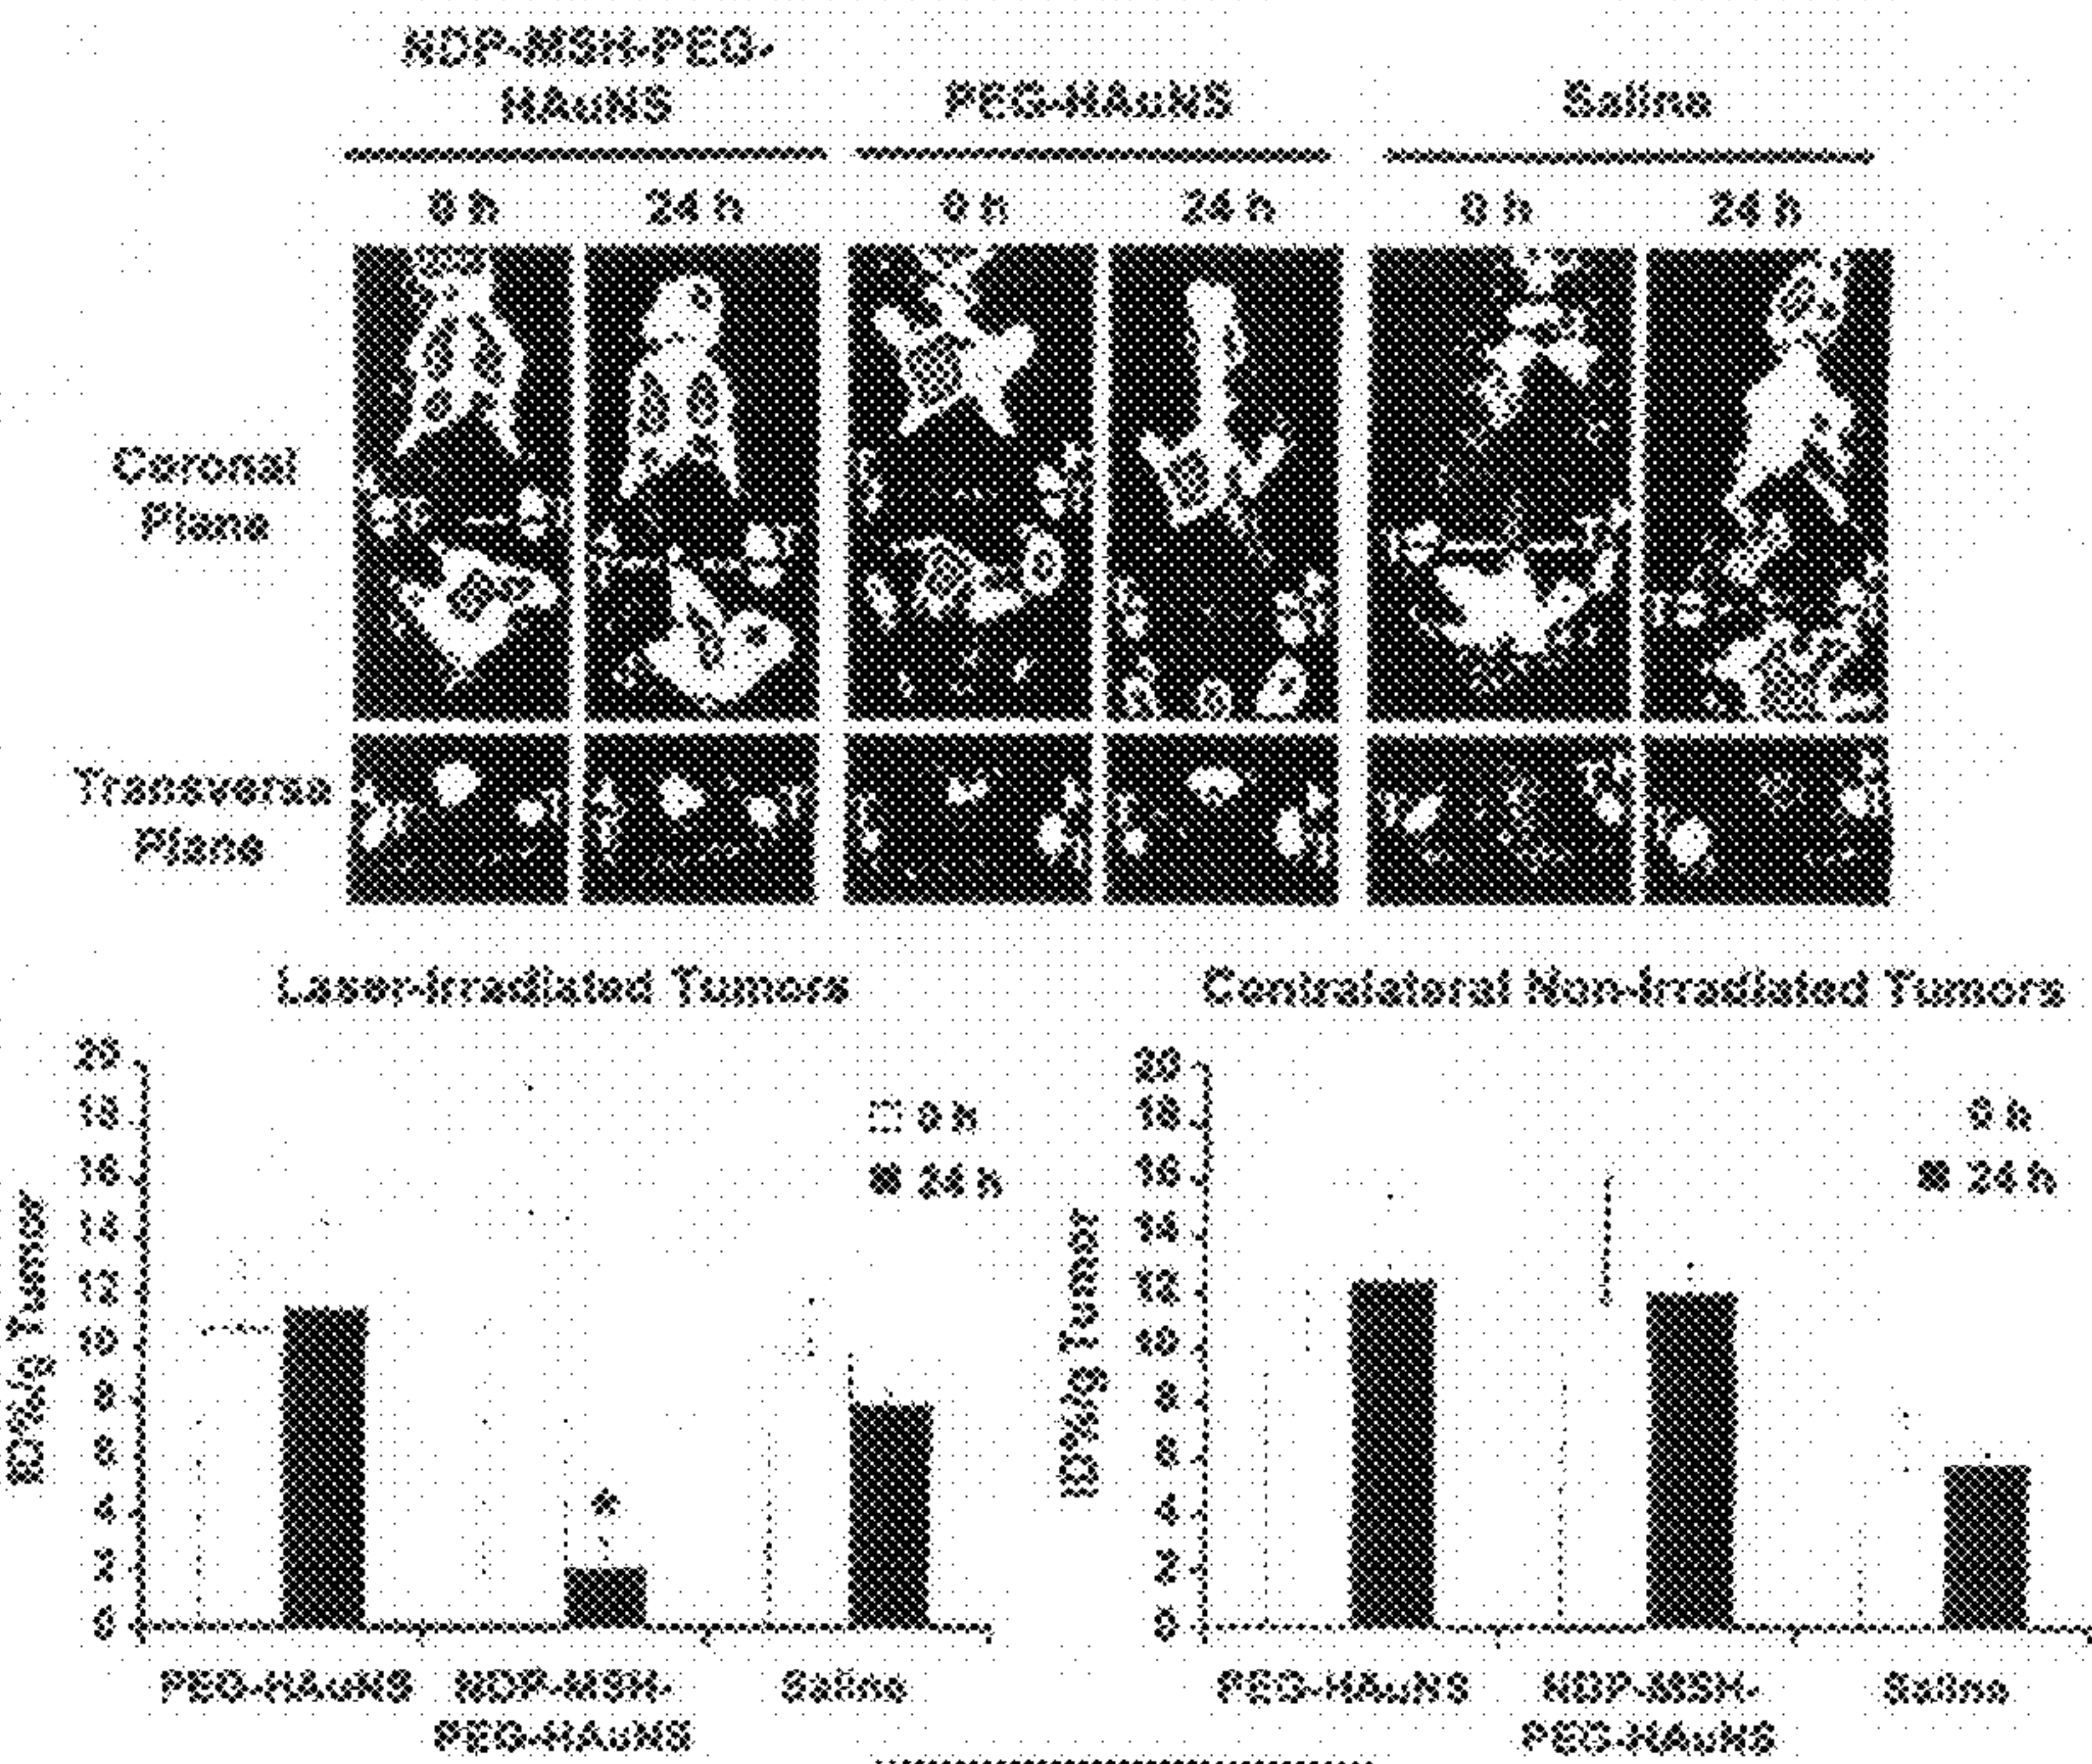 NDP-MSH-PEG-
HAuNS
PEG-HAuNS
Saline
0 h
24 h
0 h
24 h
0 h
24 h
Coronal
Plane
Transverse
Plane
Laser-Irradiated Tumors
Contralateral Non-Irradiated Tumors
ID%/g Tumor
20
18
16
14
12
10
8
6
4
2
0
0 h
24 h
*
PEG-HAuNS
NDP-MSH-
PEG-HAuNS
Saline
ID%/g Tumor
20
18
16
14
12
10
8
6
4
2
0
0 h
24 h
PEG-HAuNS
NDP-MSH-
PEG-HAuNS
Saline